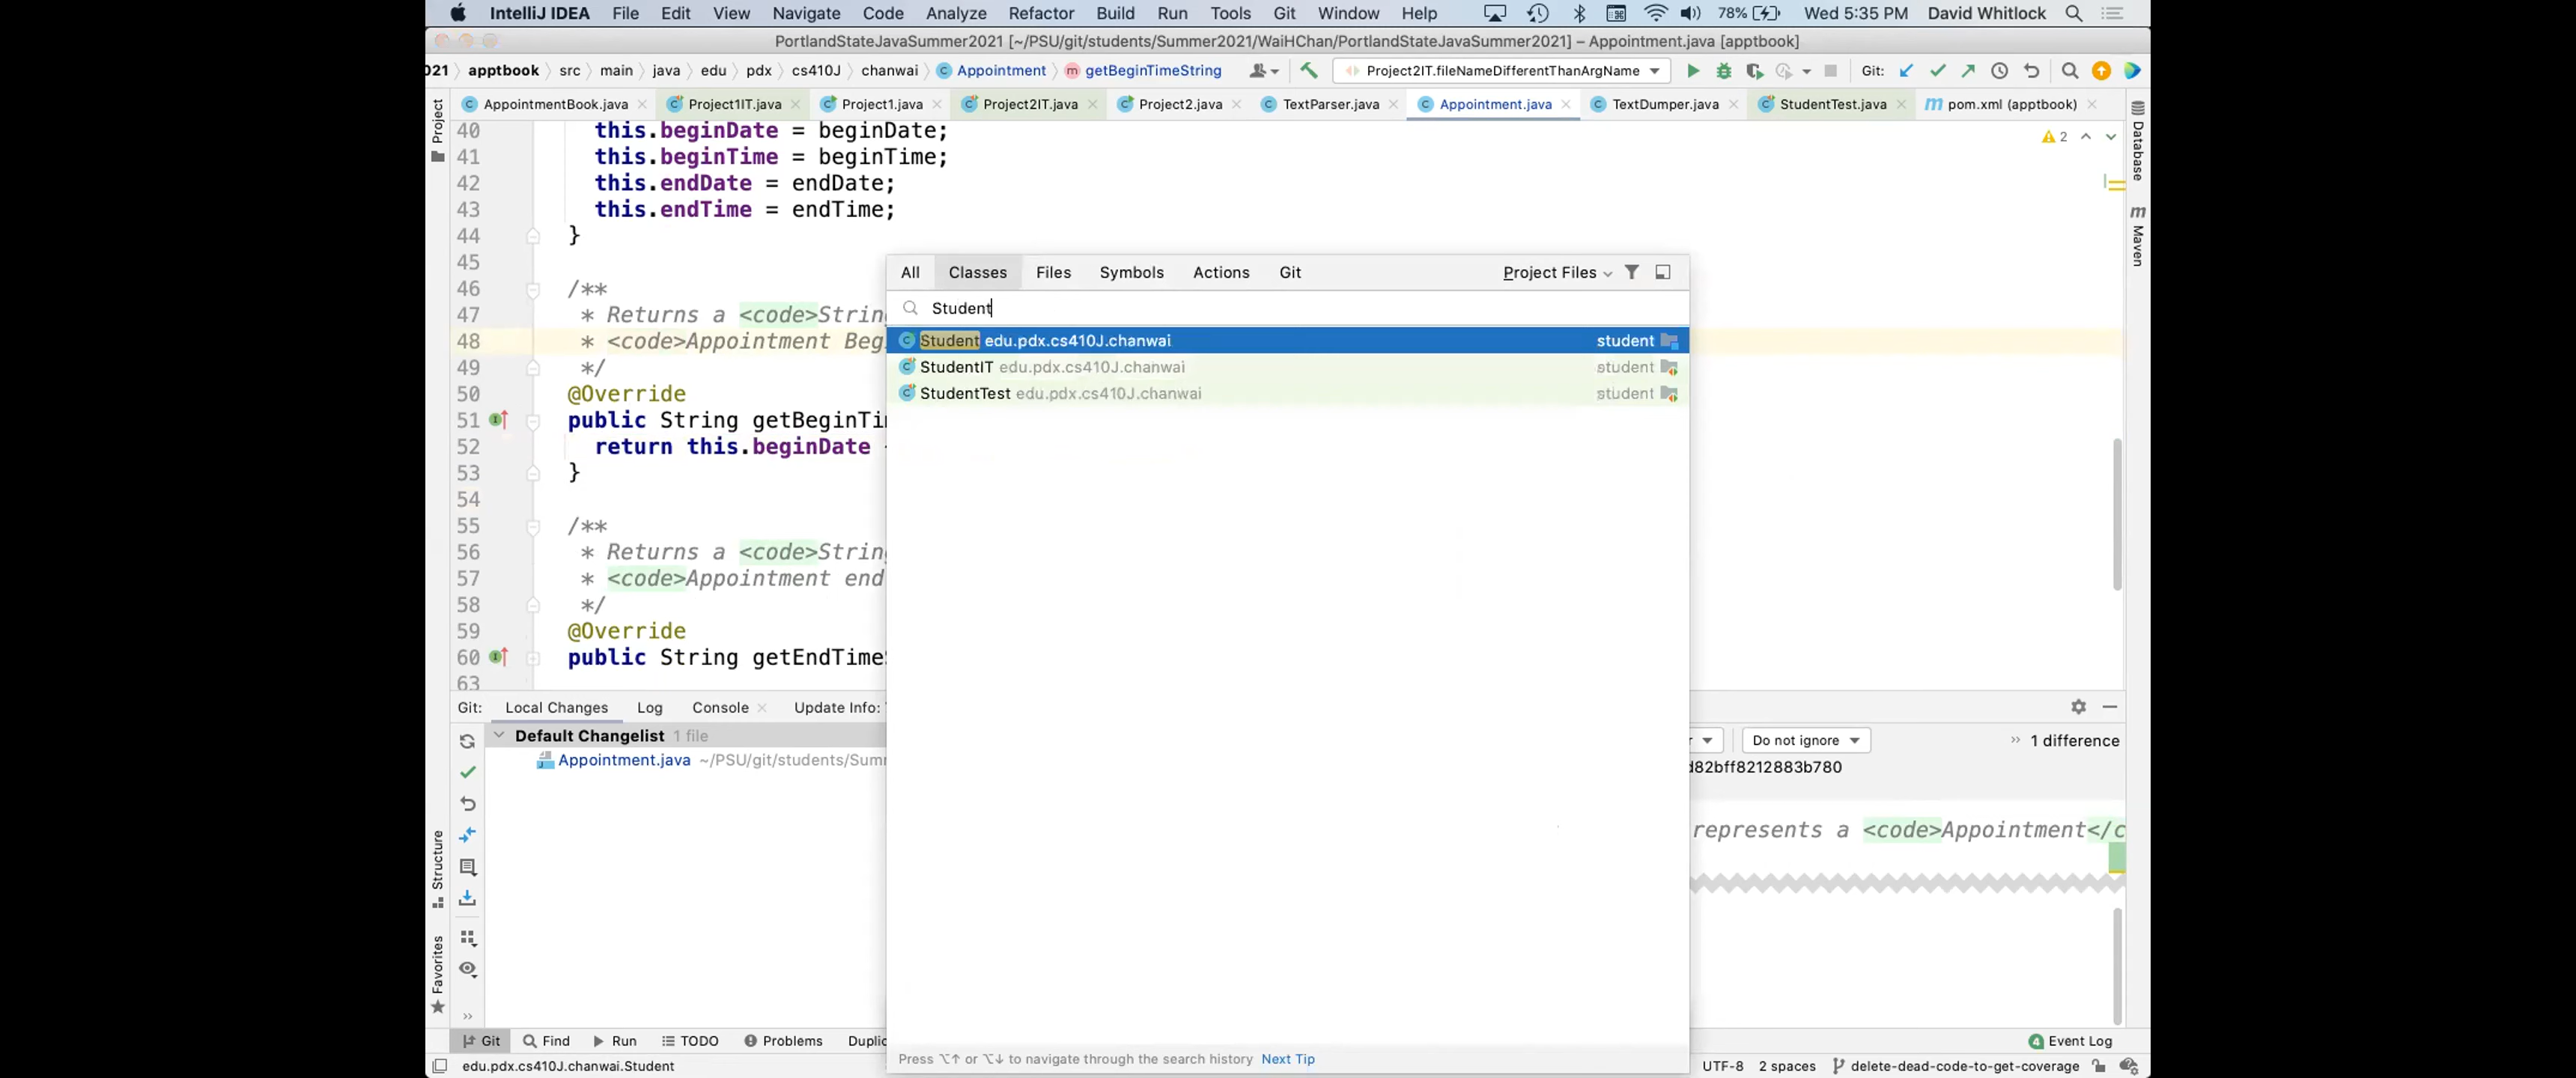 IntelliJ IDEA File Edit View Navigate Code Analyze Refactor Build Run Tools Git Window Help 78% Wed 5:35 PM David Whitlock
PortlandStateJavaSummer2021 [~/PSU/git/students/Summer2021/WaiHChan/PortlandStateJavaSummer2021] – Appointment.java [apptbook]
021 apptbook src main java edu pdx cs410J chanwai Appointment getBeginTimeString Project2IT.fileNameDifferentThanArgName Git:
AppointmentBook.java Project1IT.java Project1.java Project2IT.java Project2.java TextParser.java Appointment.java TextDumper.java StudentTest.java pom.xml (apptbook)
Project
Database
Maven
Structure
Favorites
2
40 this.beginDate = beginDate;
41 this.beginTime = beginTime;
42 this.endDate = endDate;
43 this.endTime = endTime;
44 }
45
46 /**
47 * Returns a <code>Strin
48 * <code>Appointment Beg
49 */
50 @Override
51 public String getBeginTi
52 return this.beginDate
53 }
54
55 /**
56 * Returns a <code>Strin
57 * <code>Appointment end
58 */
59 @Override
60 public String getEndTime
63
All Classes Files Symbols Actions Git Project Files
Student
Student edu.pdx.cs410J.chanwai student
StudentIT edu.pdx.cs410J.chanwai student
StudentTest edu.pdx.cs410J.chanwai student
Press ⌥↑ or ⌥↓ to navigate through the search history Next Tip
Git: Local Changes Log Console Update Info:
Default Changelist 1 file
Appointment.java ~/PSU/git/students/Sum
Do not ignore 1 difference
d82bff8212883b780
represents a <code>Appointment</c
Git Find Run TODO Problems Duplic 4 Event Log
edu.pdx.cs410J.chanwai.Student UTF-8 2 spaces delete-dead-code-to-get-coverage